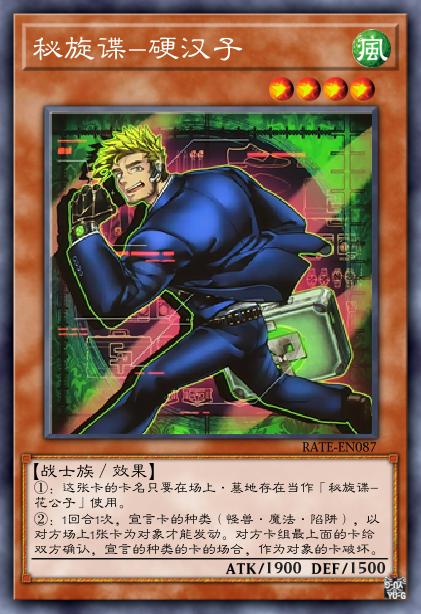 秘旋谍-硬汉子
風
RATE-EN087
【战士族/效果】
①:这张卡的卡名只要在场上·墓地存在当作「秘旋谍-
花公子」使用。
②:1回合1次,宣言卡的种类(怪兽·魔法·陷阱),以
对方场上1张卡为对象才能发动。对方卡组最上面的卡给
双方确认,宣言的种类的卡的场合,作为对象的卡破坏。
ATK/1900 DEF/1500